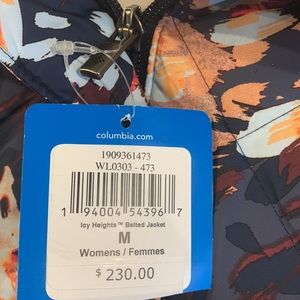 columbia.com
1909361473
WL0303 - 473
1 94004 54396 7
Icy Heights™ Belted Jacket
M
Womens / Femmes
$ 230.00